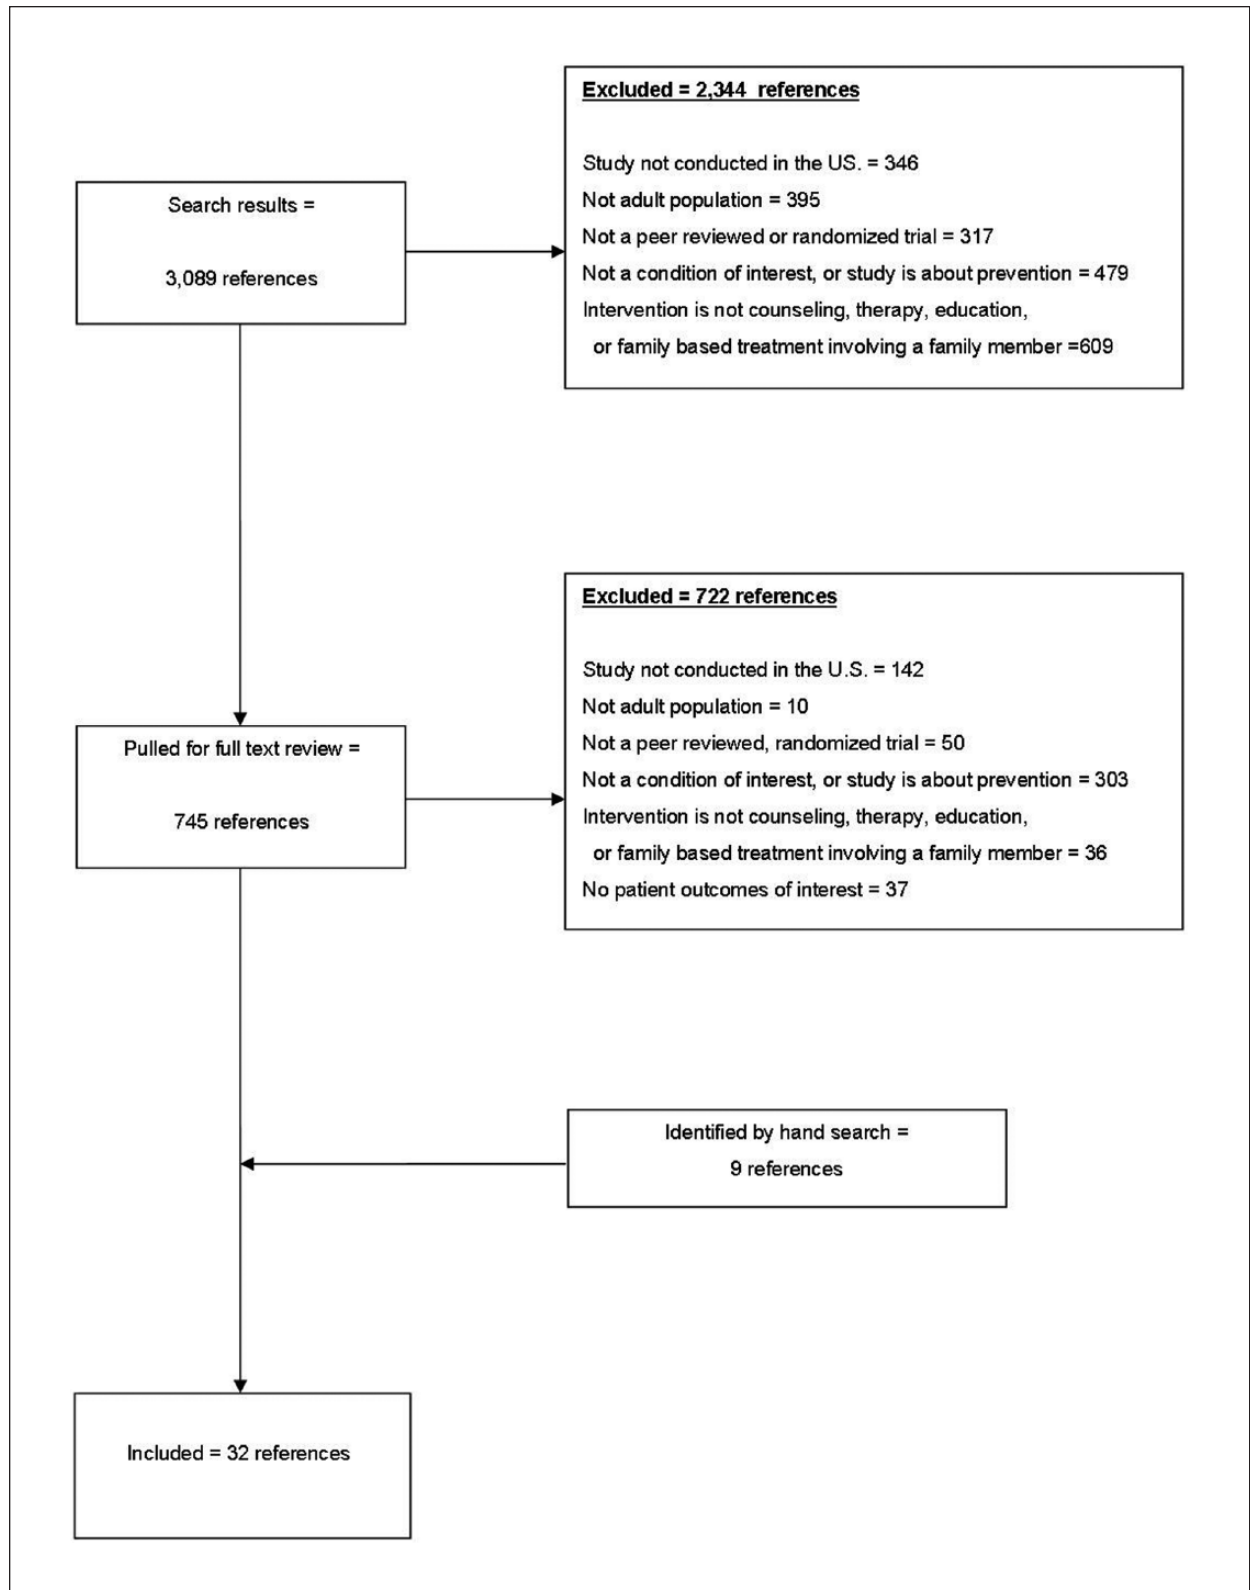 Excluded = 2,344 references
Study not conducted in the US. = 346
Not adult population = 395
Not a peer reviewed or randomized trial = 317
Not a condition of interest, or study is about prevention = 479
Intervention is not counseling, therapy, education,
or family based treatment involving a family member =609
Search results =
3,089 references
Excluded = 722 references
Study not conducted in the U.S. = 142
Not adult population = 10
Not a peer reviewed, randomized trial = 50
Not a condition of interest, or study is about prevention = 303
Intervention is not counseling, therapy, education,
or family based treatment involving a family member = 36
No patient outcomes of interest = 37
Pulled for full text review =
745 references
Identified by hand search =
9 references
Included = 32 references